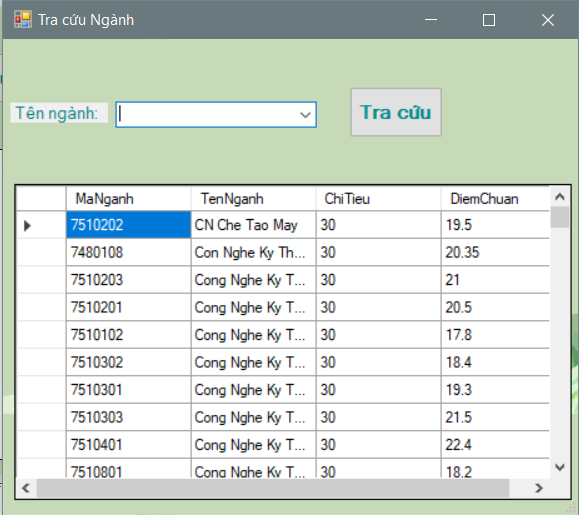 Tra cứu Ngành
Tên ngành:
Tra cứu
MaNganh TenNganh ChiTieu DiemChuan
7510202 CN Che Tao May 30 19.5
7480108 Con Nghe Ky Th... 30 20.35
7510203 Cong Nghe Ky T... 30 21
7510201 Cong Nghe Ky T... 30 20.5
7510102 Cong Nghe Ky T... 30 17.8
7510302 Cong Nghe Ky T... 30 18.4
7510301 Cong Nghe Ky T... 30 19.3
7510303 Cong Nghe Ky T... 30 21.5
7510401 Cong Nghe Ky T... 30 22.4
7510801 Cong Nghe Ky T... 30 18.2